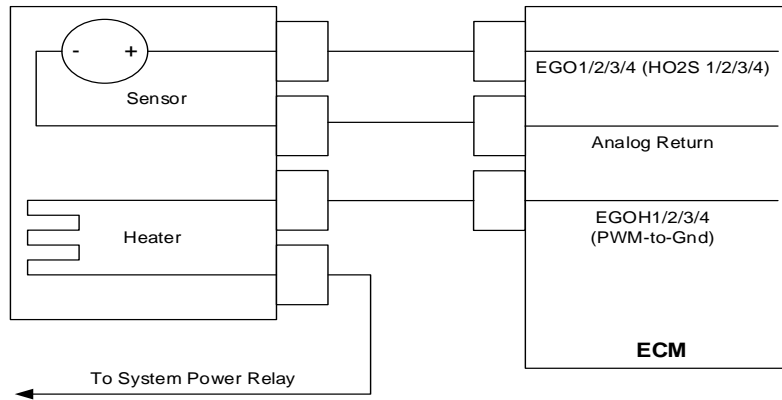 - +
EGO1/2/3/4 (HO2S 1/2/3/4)
Sensor
Analog Return
EGOH1/2/3/4
(PWM-to-Gnd)
Heater
ECM
To System Power Relay